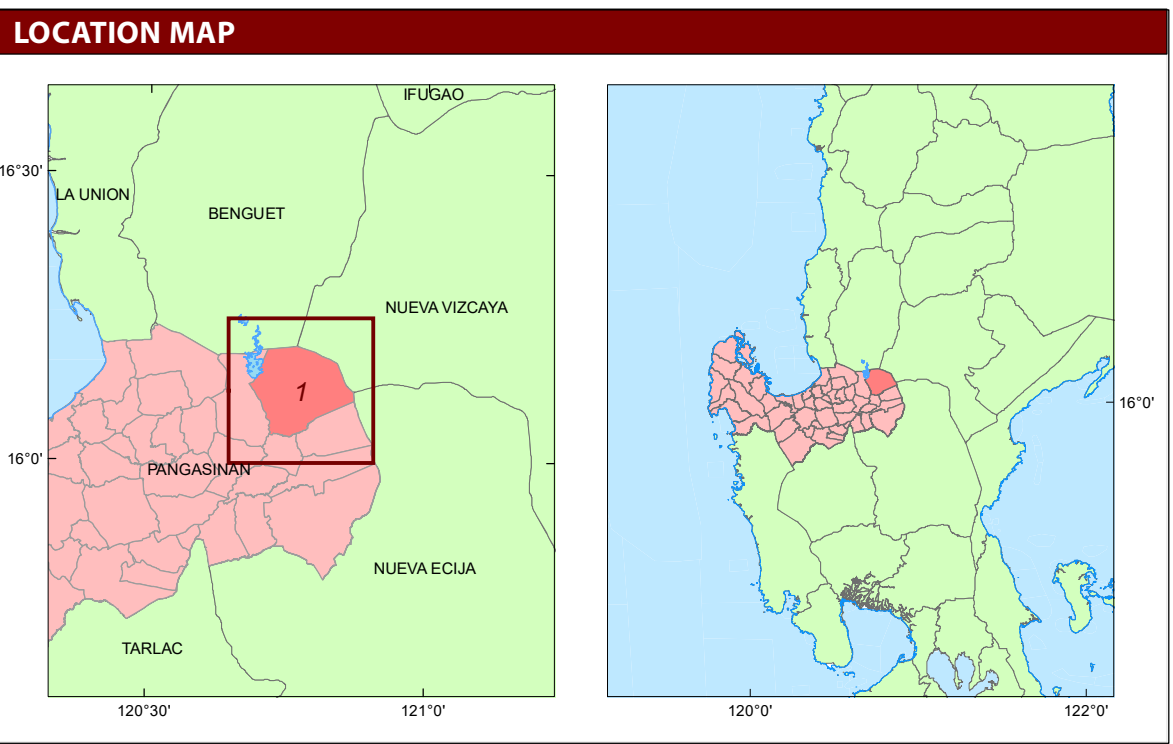 LOCATION MAP
IFUGAO
16°30'
LA UNION
BENGUET
NUEVA VIZCAYA
1
16°0'
16°0'
PANGASINAN
NUEVA ECIJA
TARLAC
120°30'
121°0'
120°0'
122°0'